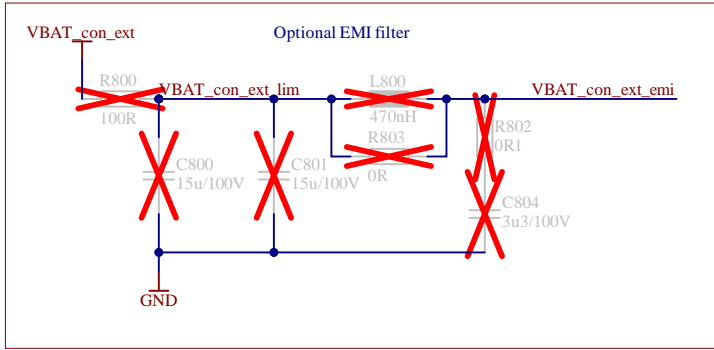 VBAT_con_ext
Optional EMI filter
R800
100R
VBAT_con_ext_lim
L800
470nH
VBAT_con_ext_emi
R803
0R
R802
0R1
C800
15u/100V
C801
15u/100V
C804
3u3/100V
GND